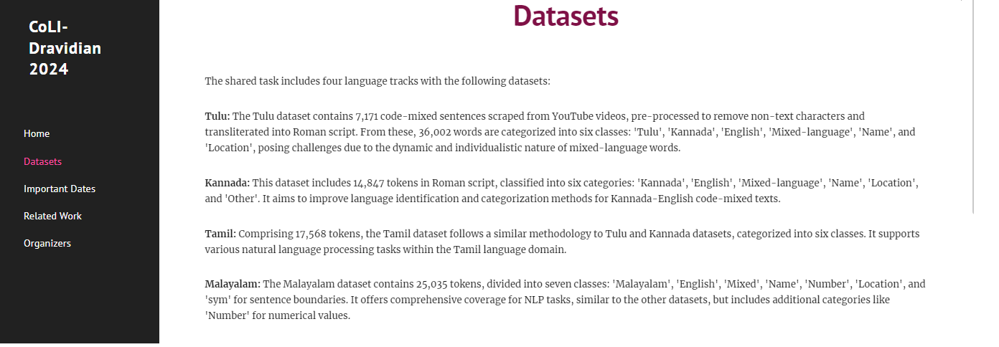 CoLI-
Dravidian
2024
Home
Datasets
Important Dates
Related Work
Organizers
Datasets
The shared task includes four language tracks with the following datasets:
Tulu: The Tulu dataset contains 7,171 code-mixed sentences scraped from YouTube videos, pre-processed to remove non-text characters and
transliterated into Roman script. From these, 36,002 words are categorized into six classes: 'Tulu', 'Kannada', 'English', 'Mixed-language', 'Name', and
'Location', posing challenges due to the dynamic and individualistic nature of mixed-language words.
Kannada: This dataset includes 14,847 tokens in Roman script, classified into six categories: 'Kannada', 'English', 'Mixed-language', 'Name', 'Location',
and 'Other'. It aims to improve language identification and categorization methods for Kannada-English code-mixed texts.
Tamil: Comprising 17,568 tokens, the Tamil dataset follows a similar methodology to Tulu and Kannada datasets, categorized into six classes. It supports
various natural language processing tasks within the Tamil language domain.
Malayalam: The Malayalam dataset contains 25,035 tokens, divided into seven classes: 'Malayalam', 'English', 'Mixed', 'Name', 'Number', 'Location', and
'sym' for sentence boundaries. It offers comprehensive coverage for NLP tasks, similar to the other datasets, but includes additional categories like
'Number' for numerical values.